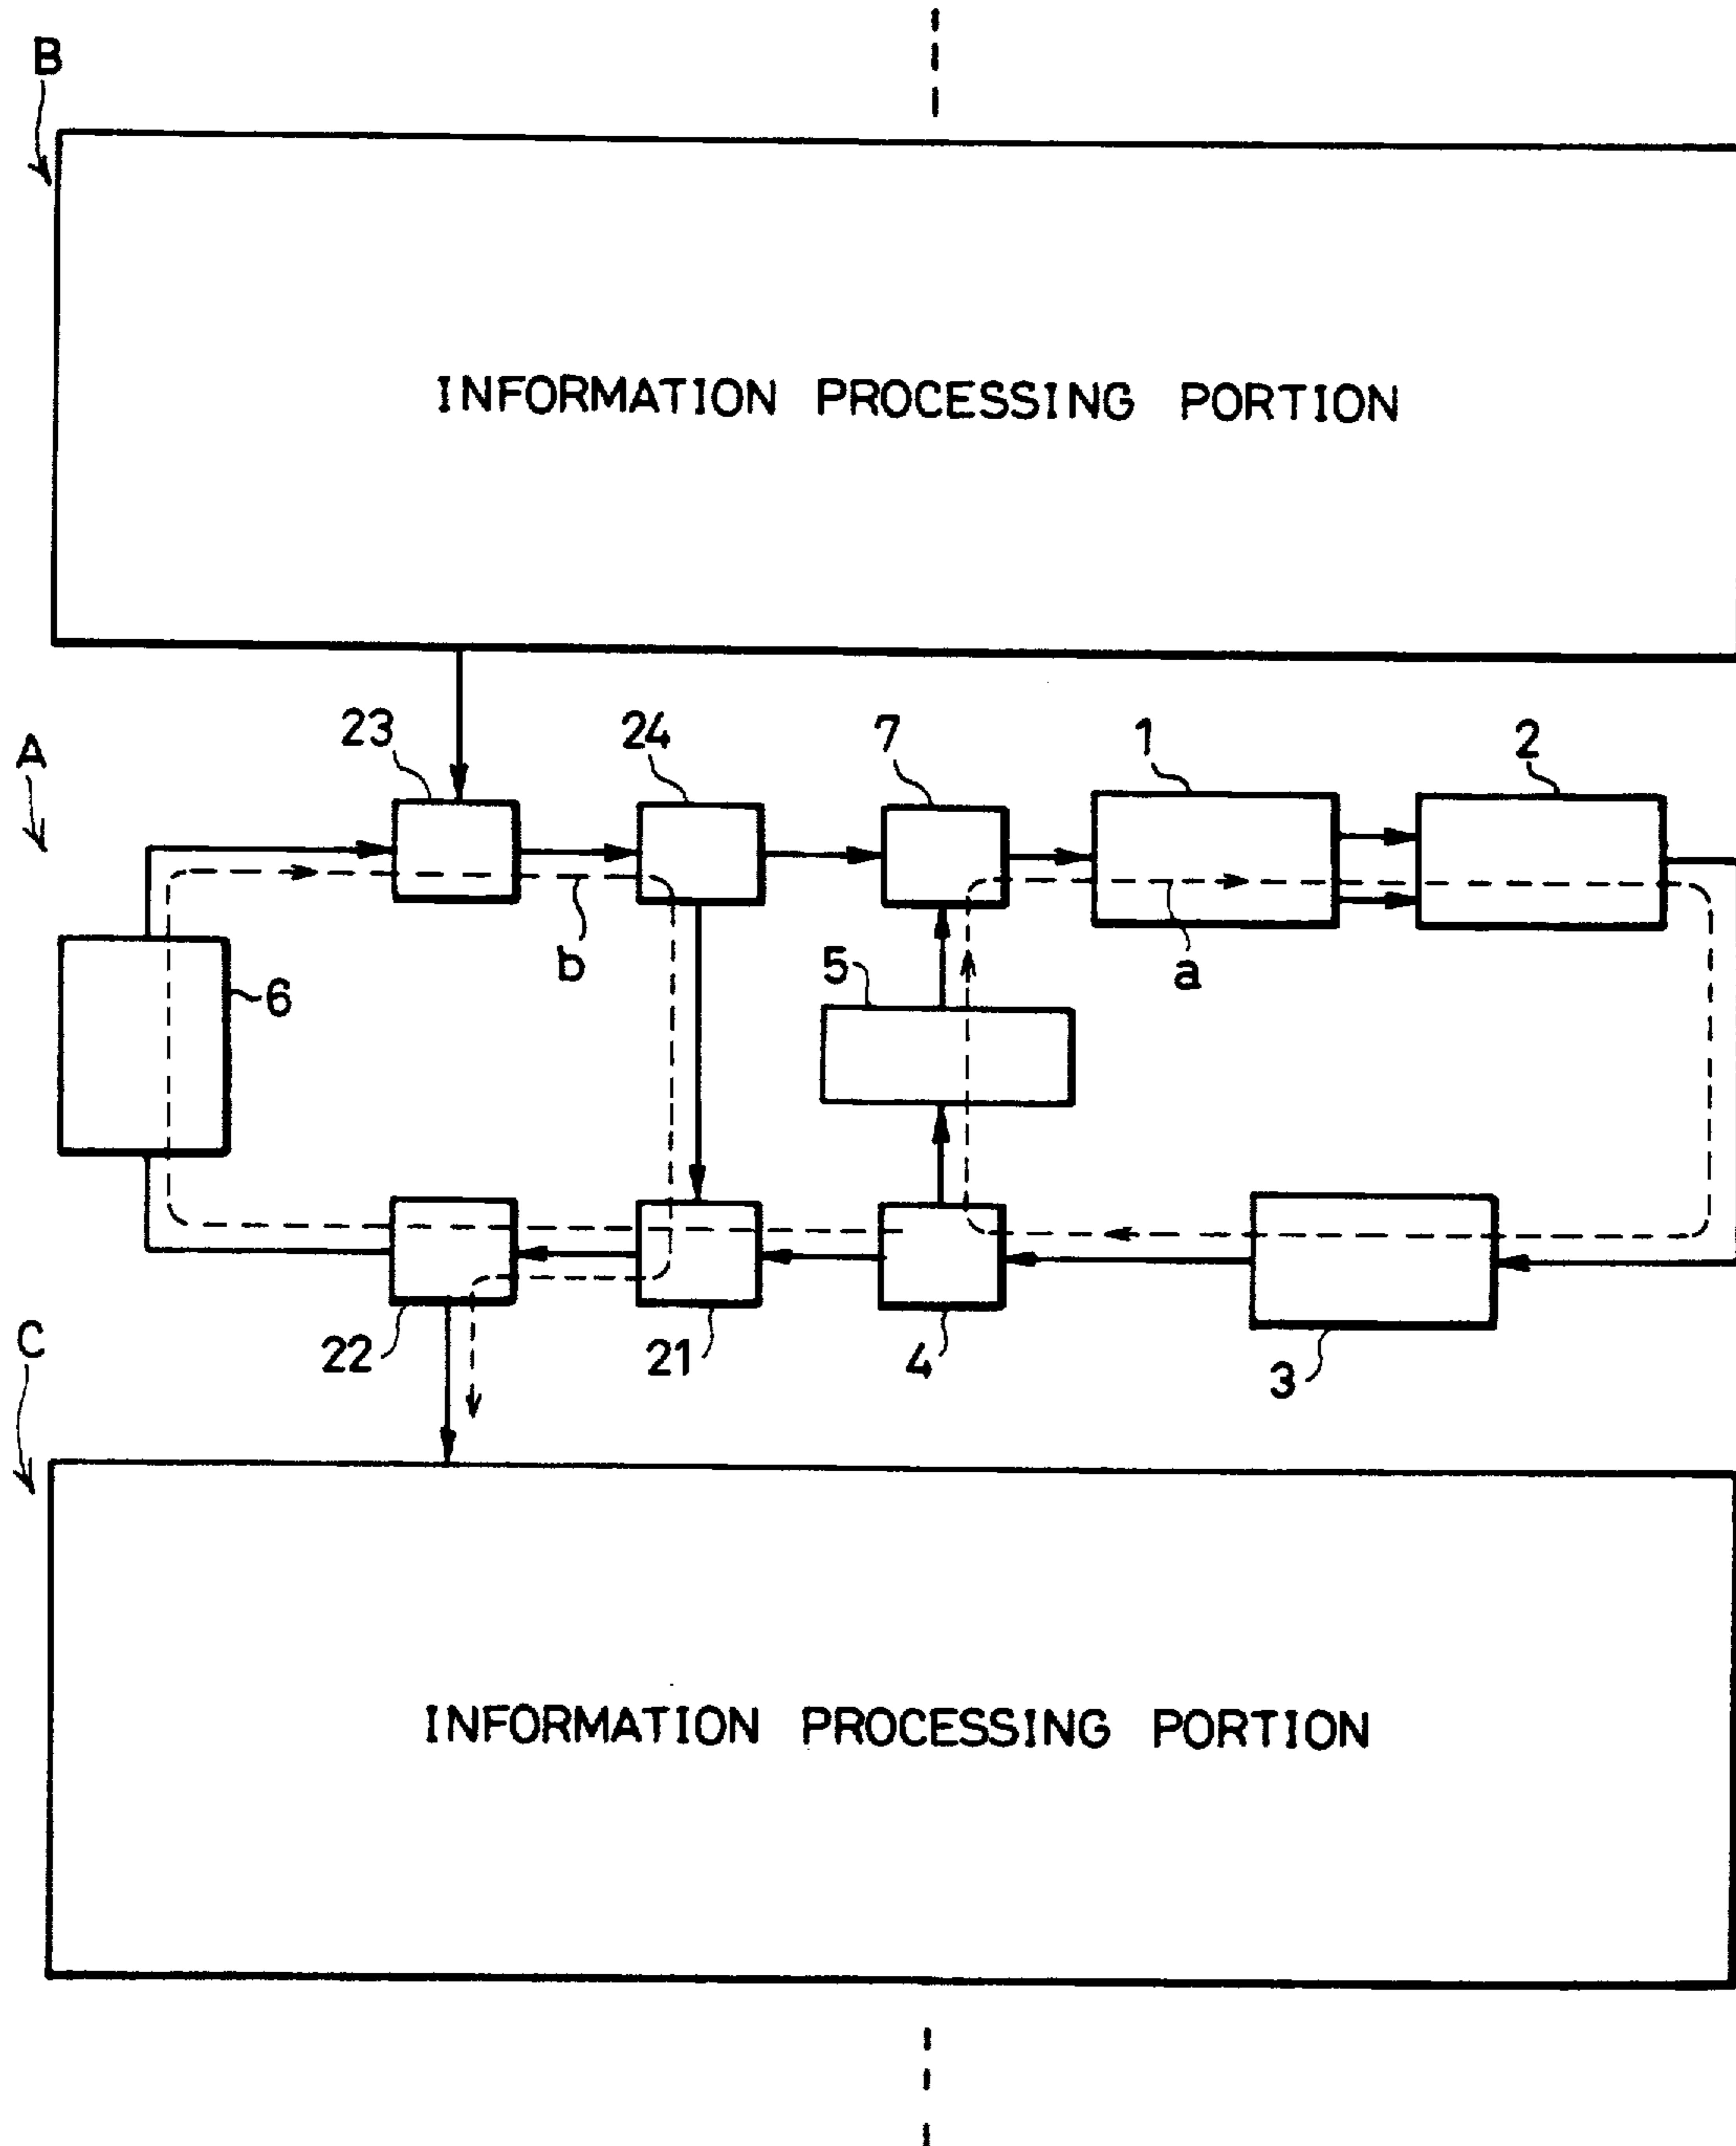 B
INFORMATION PROCESSING PORTION
A
23
24
7
1
2
b
a
5
6
22
21
4
3
C
INFORMATION PROCESSING PORTION